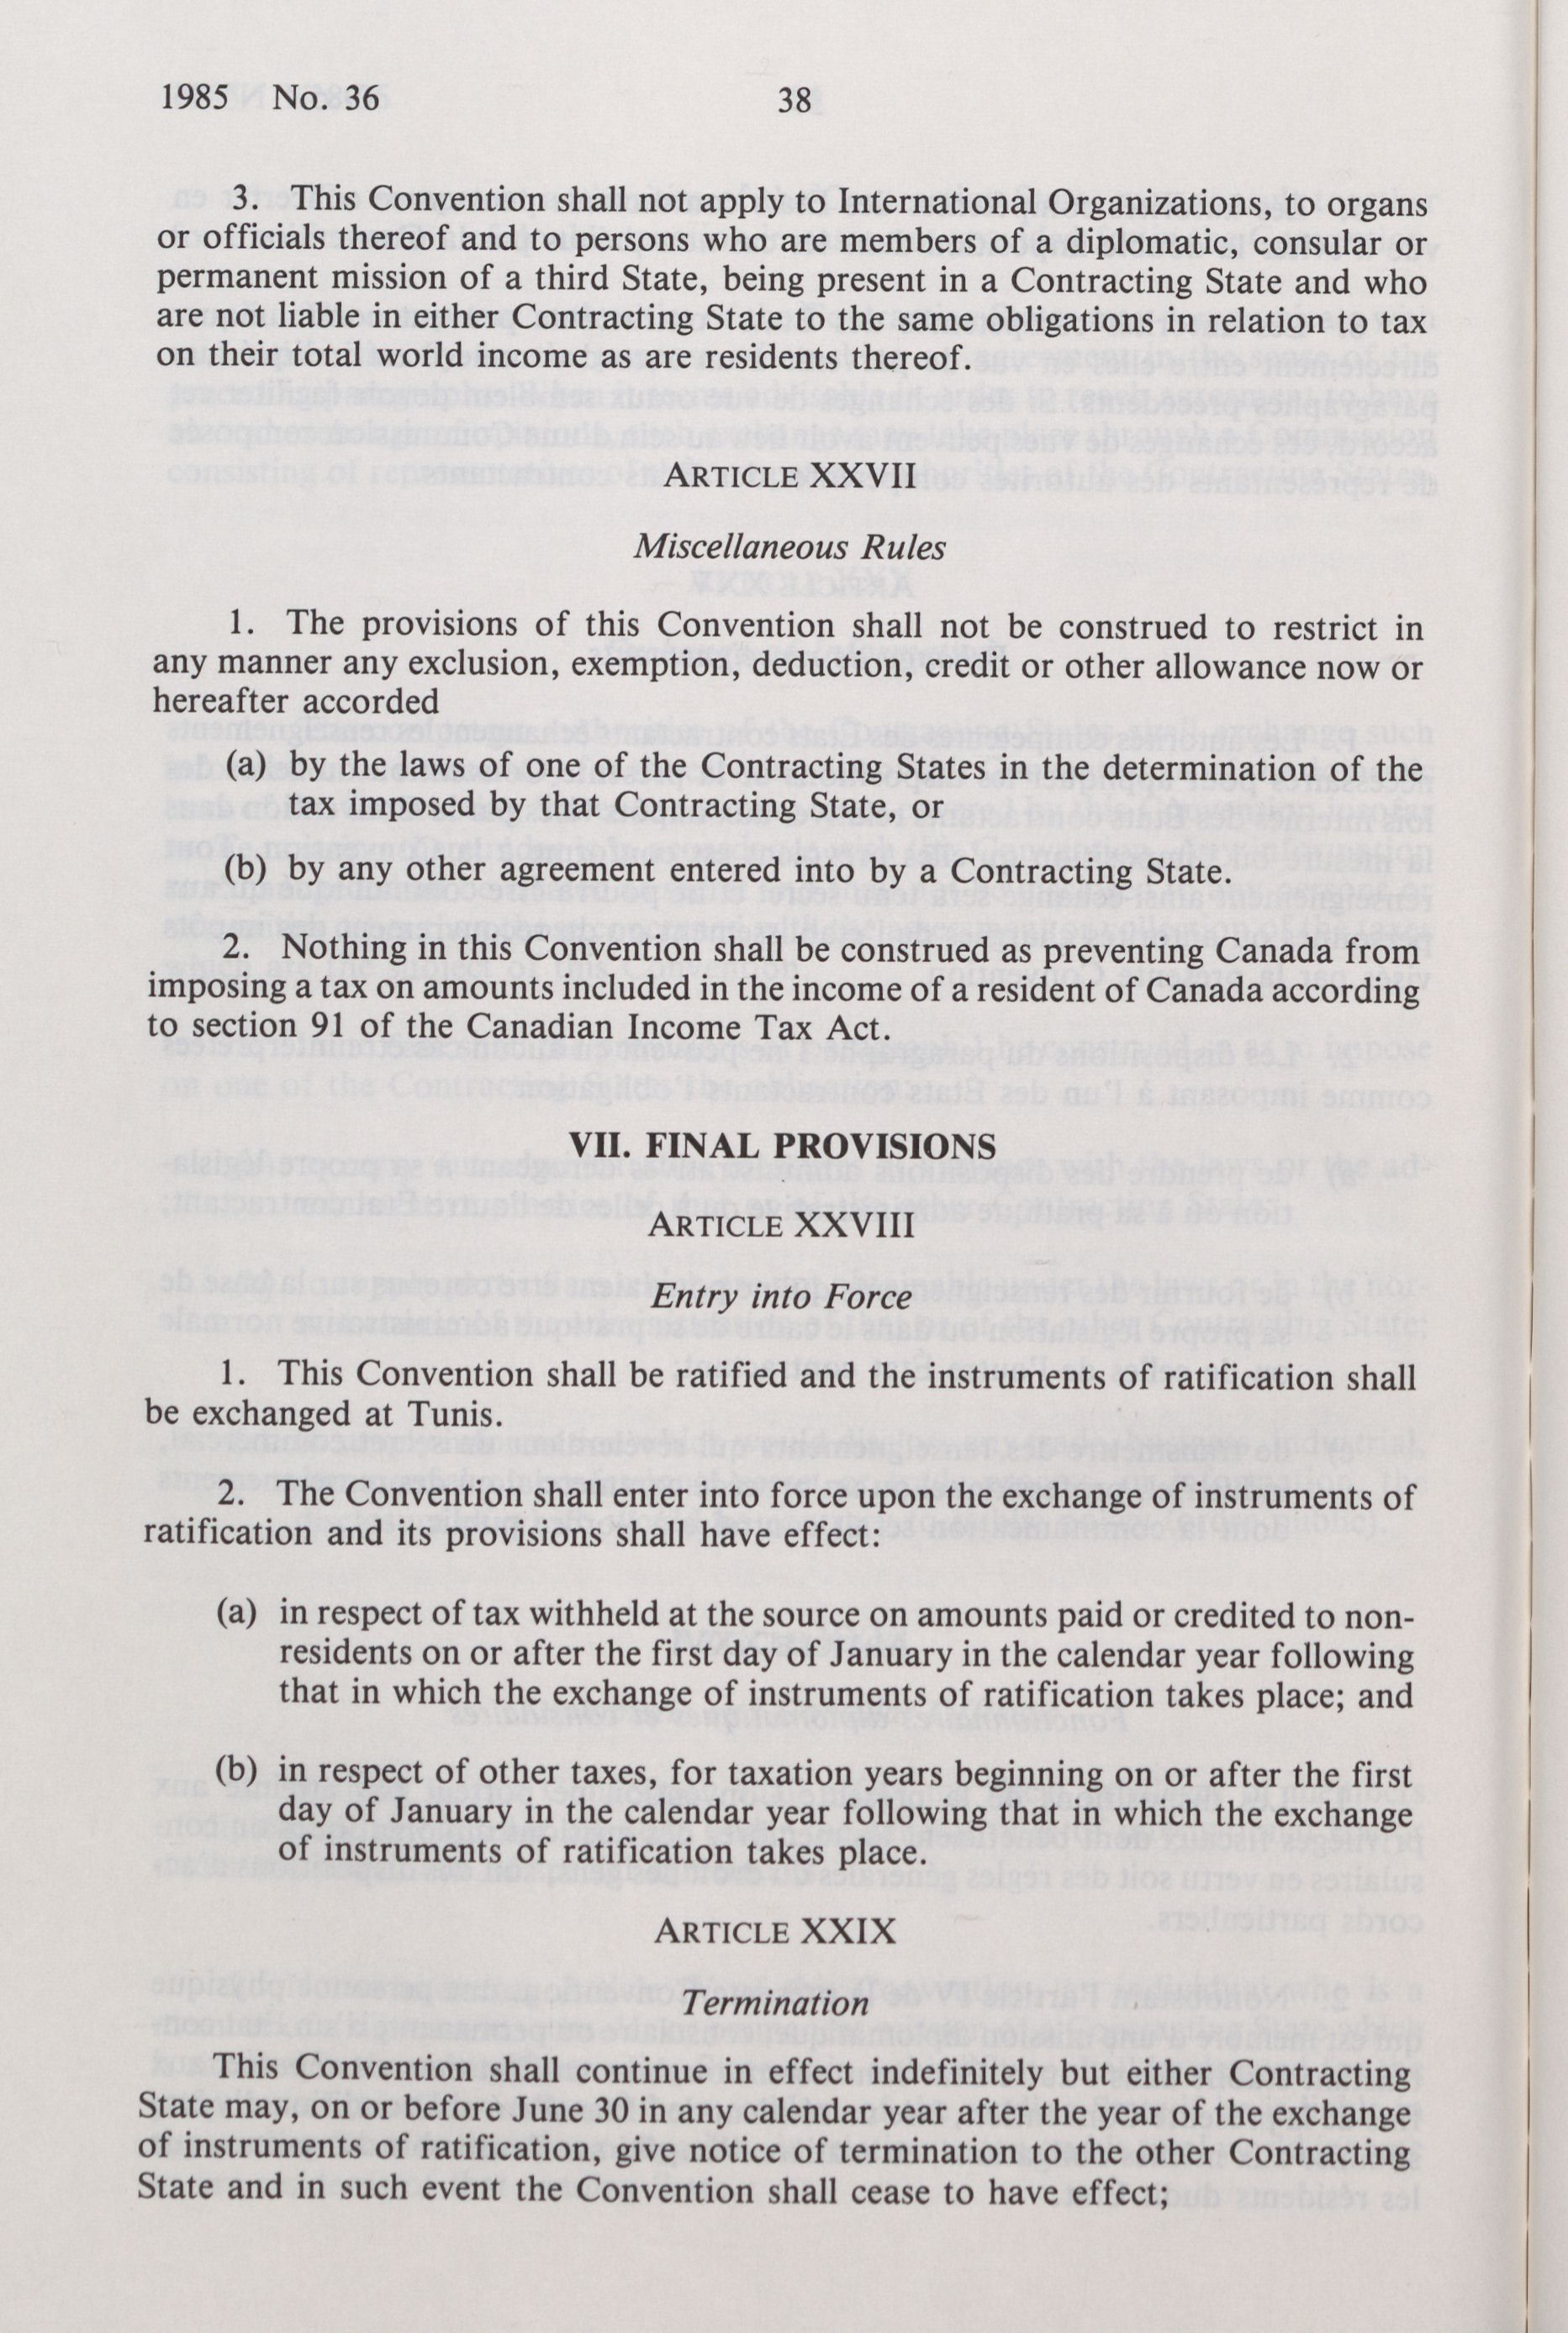 1985 No. 36
38
3. This Convention shall not apply to International Organizations, to organs
or officials thereof and to persons who are members of a diplomatic, consular or
permanent mission of a third State, being present in a Contracting State and who
are not liable in either Contracting State to the same obligations in relation to tax
on their total world income as are residents thereof.
ARTICLE XXVII
Miscellaneous Rules
1. The provisions of this Convention shall not be construed to restrict in
any manner any exclusion, exemption, deduction, credit or other allowance now or
hereafter accorded
(a) by the laws of one of the Contracting States in the determination of the
tax imposed by that Contracting State, or
(b) by any other agreement entered into by a Contracting State.
2. Nothing in this Convention shall be construed as preventing Canada from
imposing a tax on amounts included in the income of a resident of Canada according
to section 91 of the Canadian Income Tax Act.
VII. FINAL PROVISIONS
ARTICLE XXVIII
Entry into Force
1. This Convention shall be ratified and the instruments of ratification shall
be exchanged at Tunis.
2. The Convention shall enter into force upon the exchange of instruments of
ratification and its provisions shall have effect:
(a) in respect of tax withheld at the source on amounts paid or credited to non-
residents on or after the first day of January in the calendar year following
that in which the exchange of instruments of ratification takes place; and
(b) in respect of other taxes, for taxation years beginning on or after the first
day of January in the calendar year following that in which the exchange
of instruments of ratification takes place.
ARTICLE XXIX
Termination
This Convention shall continue in effect indefinitely but either Contracting
State may, on or before June 30 in any calendar year after the year of the exchange
of instruments of ratification, give notice of termination to the other Contracting
State and in such event the Convention shall cease to have effect;